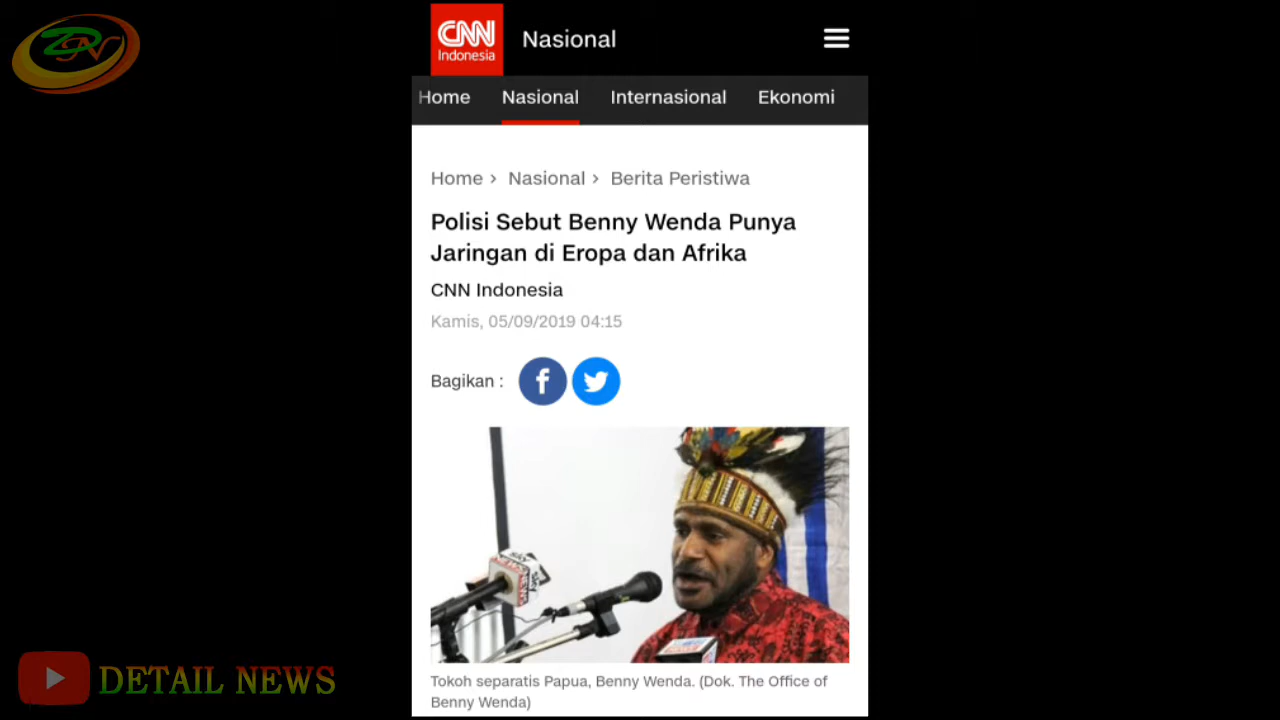 CNN
Indonesia
Nasional
Home Nasional Internasional Ekonomi
Home > Nasional > Berita Peristiwa
Polisi Sebut Benny Wenda Punya
Jaringan di Eropa dan Afrika
CNN Indonesia
Kamis, 05/09/2019 04:15
Bagikan :
Tokoh separatis Papua, Benny Wenda. (Dok. The Office of
Benny Wenda)
DETAIL NEWS